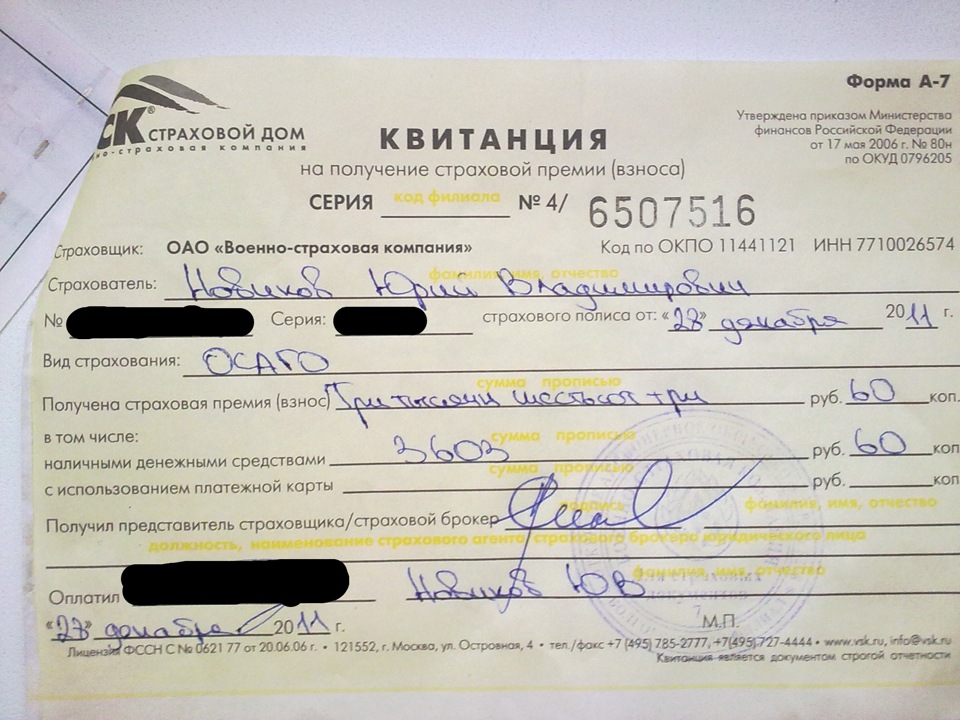 Форма А-7
СК® СТРАХОВОЙ ДОМ
но-страховая компания
Утверждена приказом Министерства
финансов Российской Федерации
от 17 мая 2006 г. № 80н
по ОКУД 0796205
КВИТАНЦИЯ
на получение страховой премии (взноса)
СЕРИЯ код филиала № 4/ 6507516
Страховщик: ОАО «Военно-страховая компания» Код по ОКПО 11441121 ИНН 7710026574
фамилия, имя, отчество
Страхователь: Новиков Юрий Владимирович
№ Серия: страхового полиса от: «28» декабря 2011 г.
Вид страхования: ОСАГО
сумма прописью
Получена страховая премия (взнос) Три тысячи шестьсот три руб. 60 коп.
в том числе: сумма прописью
наличными денежными средствами 3603 руб. 60 коп
сумма прописью
с использованием платежной карты руб. коп
подпись фамилия, имя, отчество
Получил представитель страховщика/страховой брокер
должность, наименование страхового агента, страхового брокера юридического лица
фамилия, имя, отчество
Оплатил Новиков ЮВ
для страховых
документов
7
М.П.
декабря 2011 г.
Лицензия ФССН С № 0621 77 от 20.06.06 г. • 121552, г. Москва, ул. Островная, 4 • тел./факс +7 (495) 785-2777, +7(495) 727-4444 • www.vsk.ru, info@vsk.ru
Квитанция является документом строгой отчетности